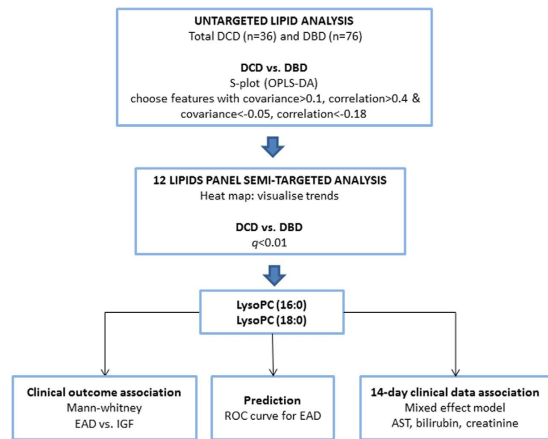 UNTARGETED LIPID ANALYSIS
Total DCD (n=36) and DBD (n=76)
DCD vs. DBD
S-plot (OPLS-DA)
choose features with covariance>0.1, correlation>0.4 &
covariance<-0.05, correlation<-0.18
12 LIPIDS PANEL SEMI-TARGETED ANALYSIS
Heat map: visualise trends
DCD vs. DBD
q<0.01
LysoPC (16:0)
LysoPC (18:0)
Clinical outcome association
Mann-whitney
EAD vs. IGF
Prediction
ROC curve for EAD
14-day clinical data association
Mixed effect model
AST, bilirubin, creatinine